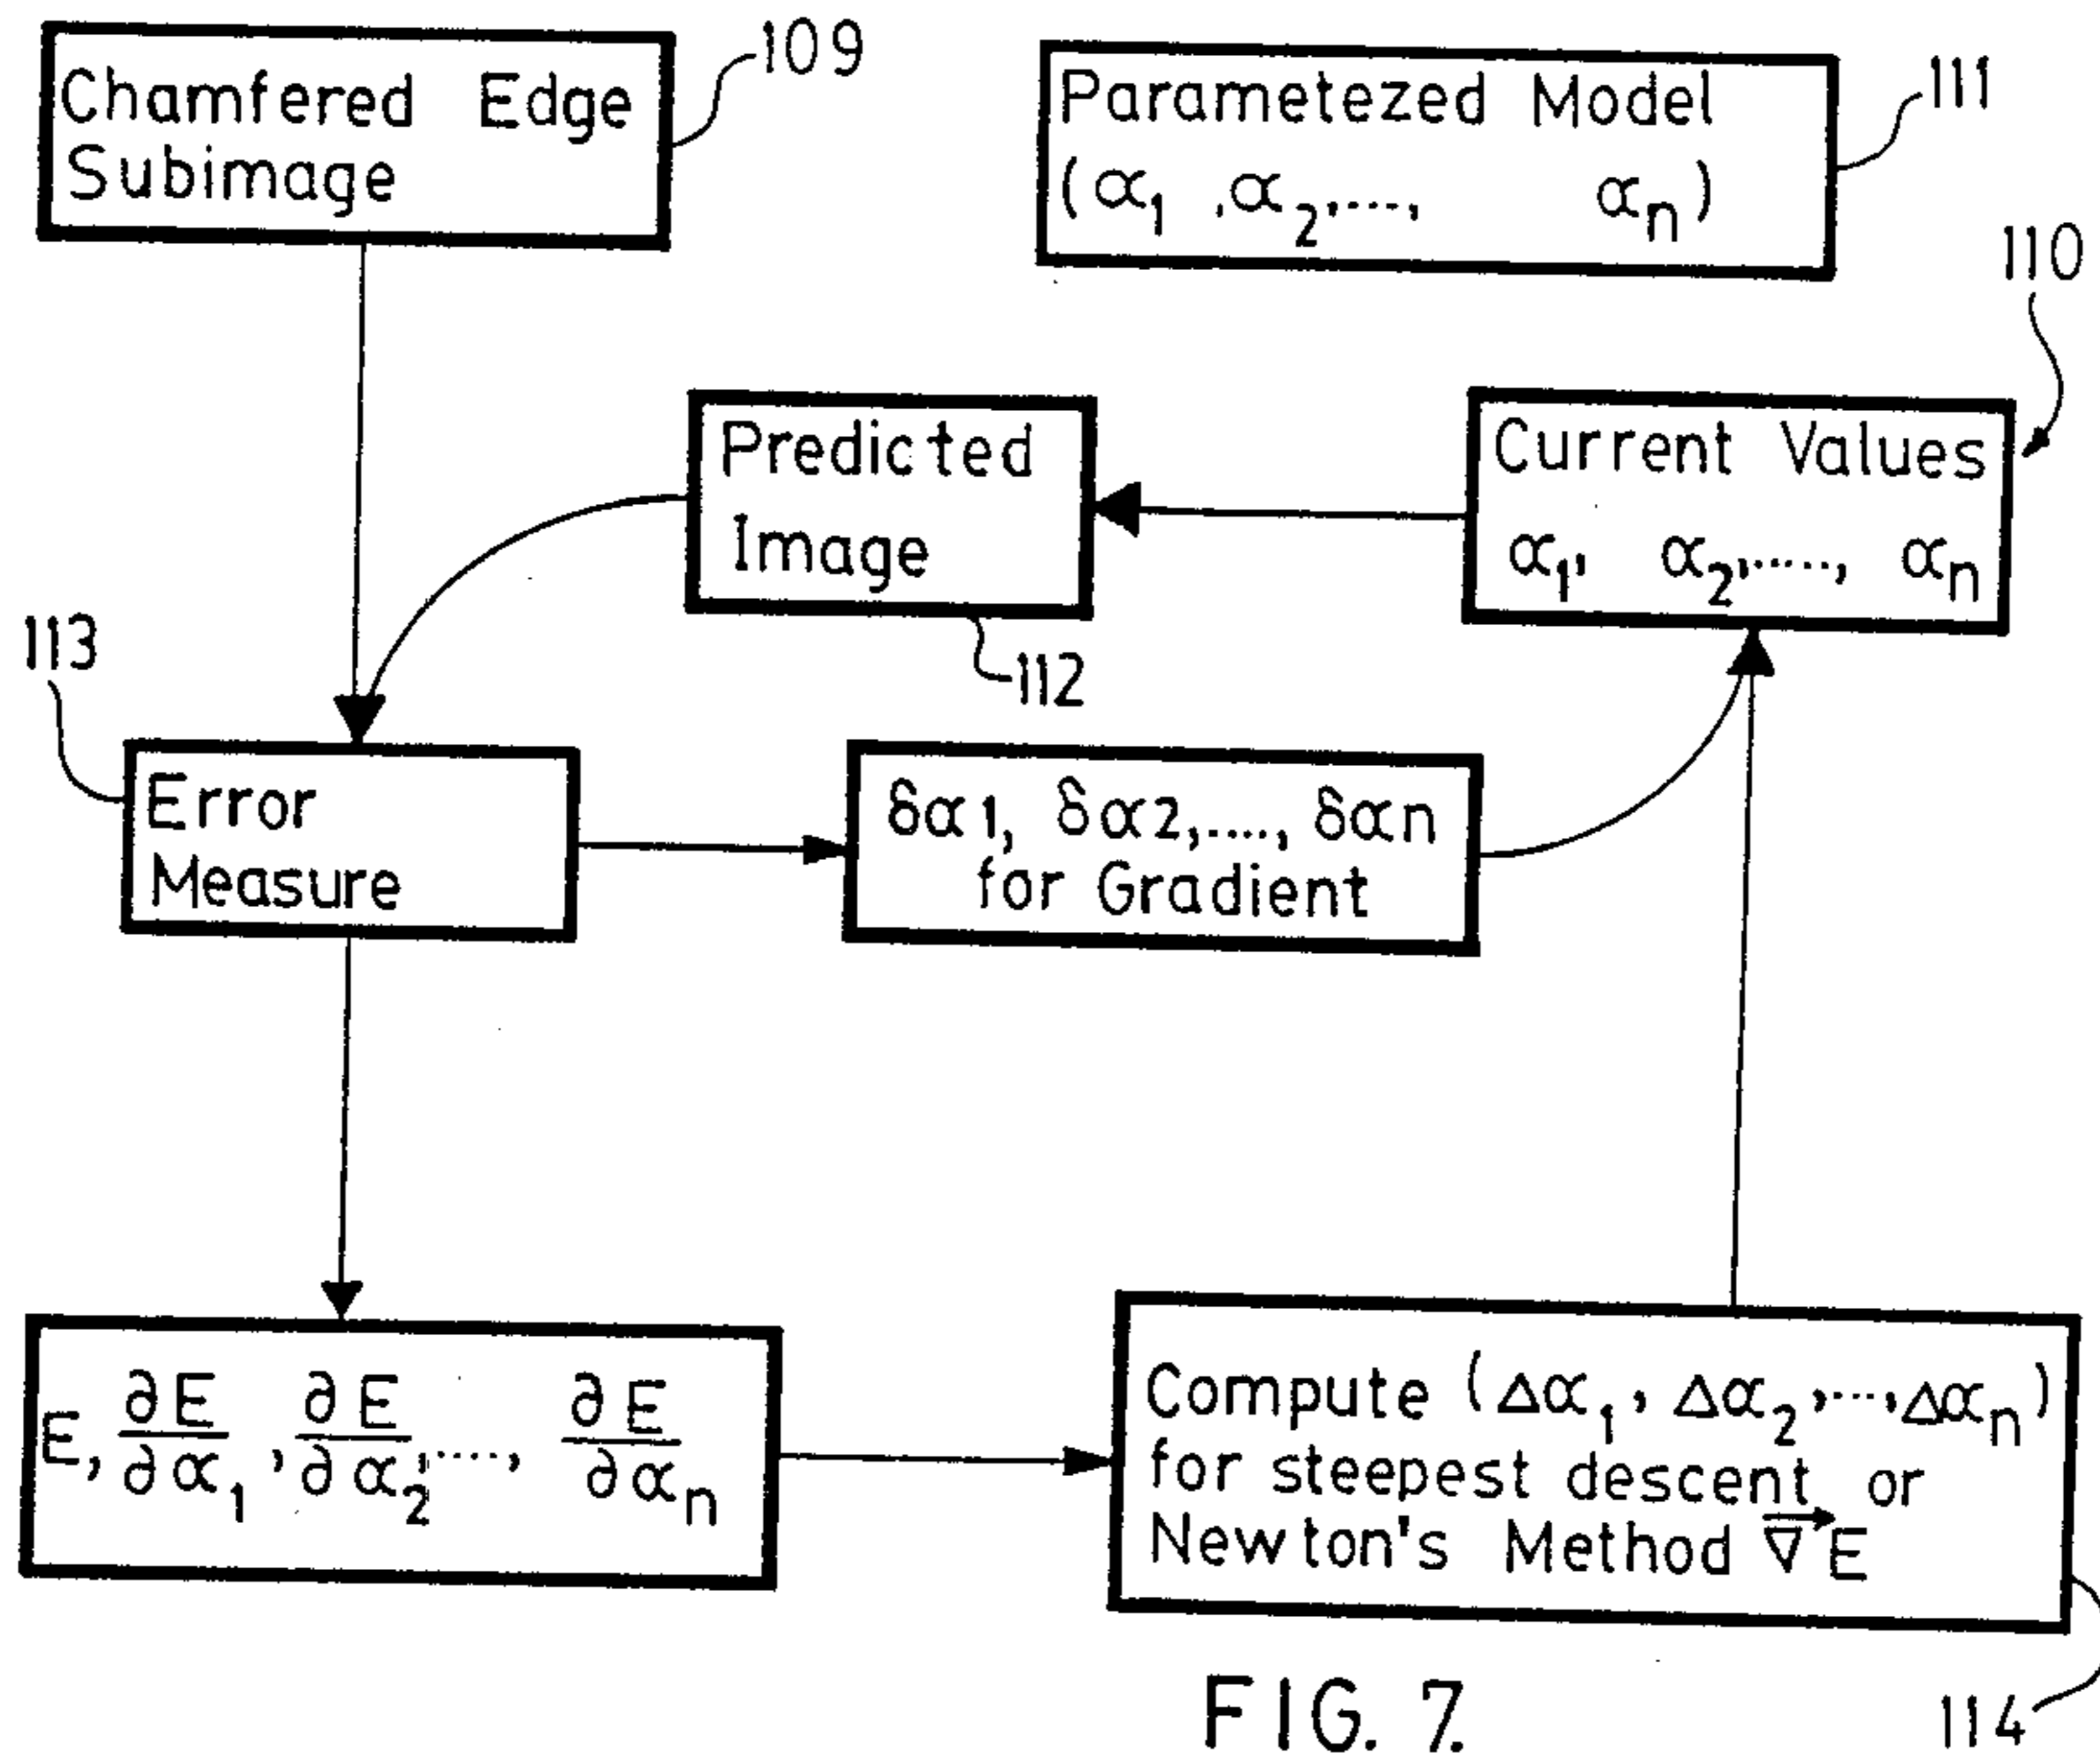 Chamfered Edge
Subimage
109
Parametezed Model
(α₁ ,α₂,...., αₙ)
111
110
Predicted
Image
112
Current Values
α₁, α₂,....., αₙ
113
Error
Measure
δα1, δα2,....., δαn
for Gradient
E, ∂E/∂α₁ , ∂E/∂α₂,....., ∂E/∂αₙ
Compute (Δα₁, Δα₂,...,Δαₙ)
for steepest descent or
Newton's Method ∇⃗E
114
FIG. 7.